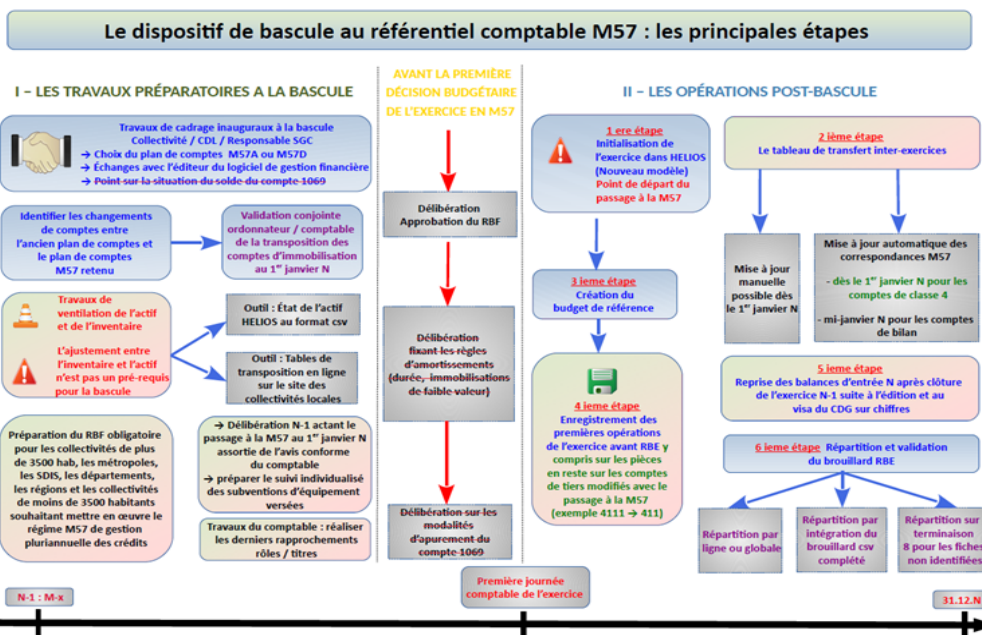 Le dispositif de bascule au référentiel comptable M57 : les principales étapes
I – LES TRAVAUX PRÉPARATOIRES A LA BASCULE
Travaux de cadrage inauguraux à la bascule
Collectivité / CDL / Responsable SGC
→ Choix du plan de comptes M57A ou M57D
→ Échanges avec l'éditeur du logiciel de gestion financière
→ Point sur la situation du solde du compte 1069
Identifier les changements
de comptes entre
l'ancien plan de comptes et
le plan de comptes
M57 retenu
Validation conjointe
ordonnateur / comptable
de la transposition des
comptes d'immobilisation
au 1er janvier N
Travaux de
ventilation de l'actif
et de l'inventaire
L'ajustement entre
l'inventaire et l'actif
n'est pas un pré-requis
pour la bascule
Outil : État de l'actif
HELIOS au format csv
Outil : Tables de
transposition en ligne
sur le site des
collectivités locales
Préparation du RBF obligatoire
pour les collectivités de plus
de 3500 hab, les métropoles,
les SDIS, les départements,
les régions et les collectivités
de moins de 3500 habitants
souhaitant mettre en œuvre le
régime M57 de gestion
pluriannuelle des crédits
→ Délibération N-1 actant le
passage à la M57 au 1er janvier N
assortie de l'avis conforme
du comptable
→ préparer le suivi individualisé
des subventions d'équipement
versées
Travaux du comptable : réaliser
les derniers rapprochements
rôles / titres
AVANT LA PREMIÈRE
DÉCISION BUDGÉTAIRE
DE L'EXERCICE EN M57
Délibération
Approbation du RBF
Délibération
fixant les règles
d'amortissements
(durée, immobilisations
de faible valeur)
Délibération sur les
modalités
d'apurement du
compte 1069
II – LES OPÉRATIONS POST-BASCULE
1 ere étape
Initialisation de
l'exercice dans HELIOS
(Nouveau modèle)
Point de départ du
passage à la M57
2 ième étape
Le tableau de transfert inter-exercices
Mise à jour
manuelle
possible dès
le 1er janvier N
Mise à jour automatique des
correspondances M57
- dès le 1er janvier N pour les
comptes de classe 4
- mi-janvier N pour les comptes
de bilan
3 ieme étape
Création du
budget de référence
4 ieme étape
Enregistrement des
premières opérations
de l'exercice avant RBE y
compris sur les pièces
en reste sur les comptes
de tiers modifiés avec le
passage à la M57
(exemple 4111 → 411)
5 ieme étape
Reprise des balances d'entrée N après clôture
de l'exercice N-1 suite à l'édition et au
visa du CDG sur chiffres
6 ieme étape Répartition et validation
du brouillard RBE
Répartition par
ligne ou globale
Répartition par
intégration du
brouillard csv
complété
Répartition sur
terminaison
8 pour les fiches
non identifiées
N-1 : M-x
Première journée
comptable de l'exercice
31.12.N